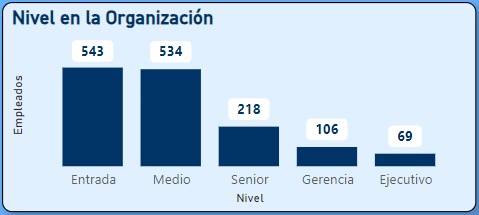 Nivel en la Organización
543
534
218
106
69
Empleados
Entrada
Medio
Senior
Gerencia
Ejecutivo
Nivel